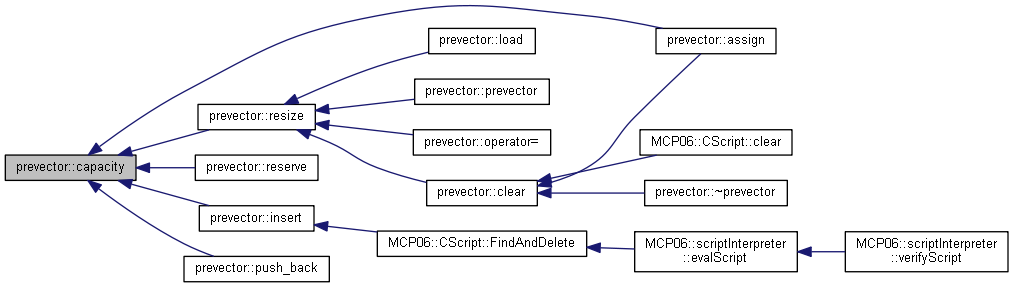 prevector::capacity
prevector::resize
prevector::load
prevector::prevector
prevector::operator=
prevector::clear
prevector::assign
MCP06::CScript::clear
prevector::~prevector
prevector::reserve
prevector::insert
MCP06::CScript::FindAndDelete
MCP06::scriptInterpreter
::evalScript
MCP06::scriptInterpreter
::verifyScript
prevector::push_back